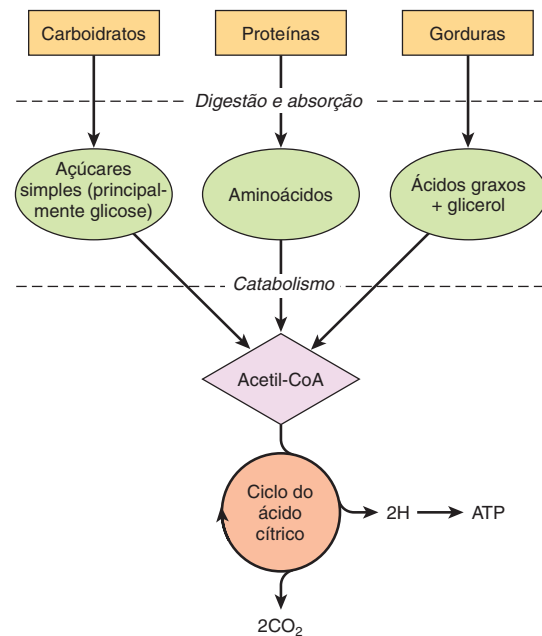 Carboidratos
Proteínas
Gorduras
Digestão e absorção
Açúcares
simples (principal-
mente glicose)
Aminoácidos
Ácidos graxos
+ glicerol
Catabolismo
Acetil-CoA
Ciclo do
ácido
cítrico
2H
ATP
2CO₂